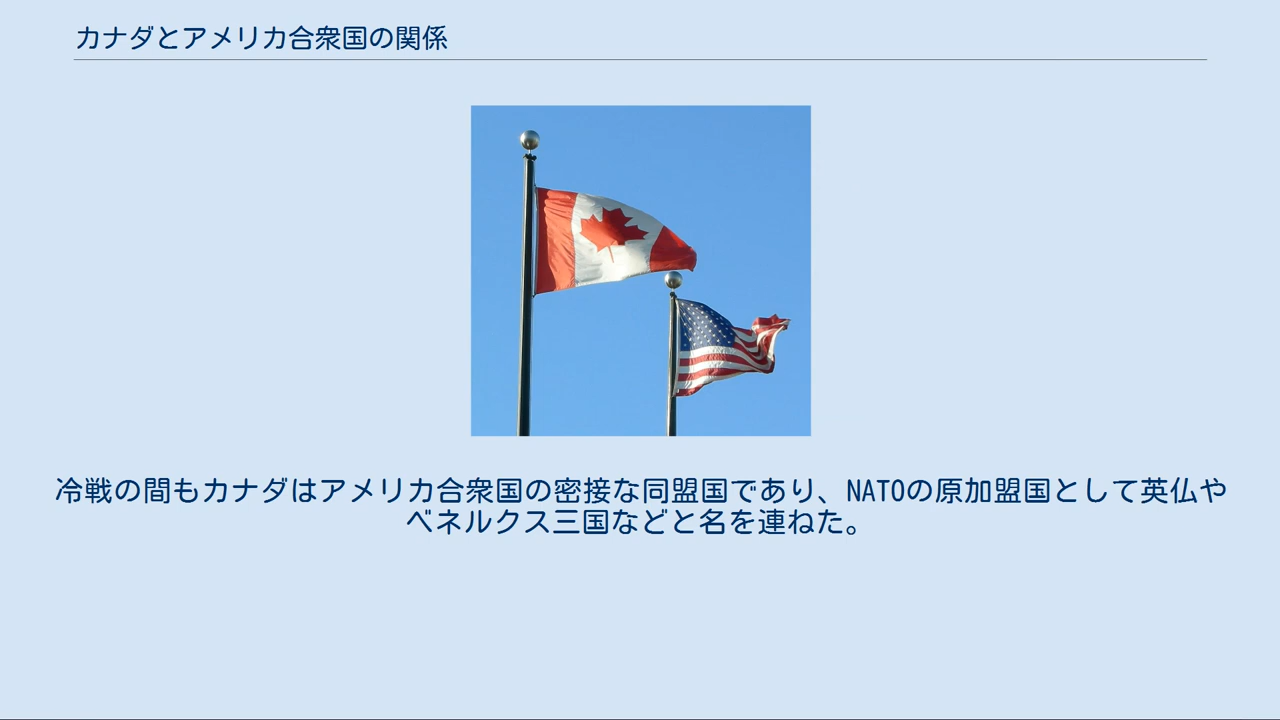 カナダとアメリカ合衆国の関係
冷戦の間もカナダはアメリカ合衆国の密接な同盟国であり、NATOの原加盟国として英仏や
ベネルクス三国などと名を連ねた。